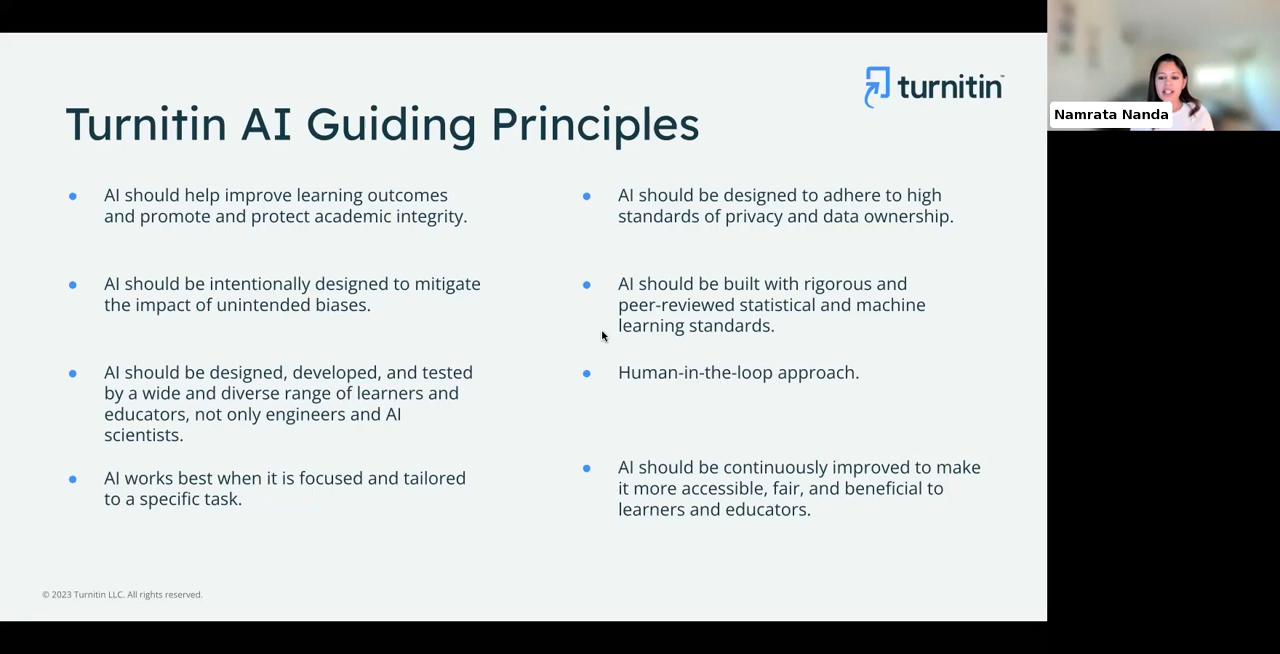 turnitin™
Turnitin AI Guiding Principles
AI should help improve learning outcomes
and promote and protect academic integrity.
AI should be intentionally designed to mitigate
the impact of unintended biases.
AI should be designed, developed, and tested
by a wide and diverse range of learners and
educators, not only engineers and AI
scientists.
AI works best when it is focused and tailored
to a specific task.
AI should be designed to adhere to high
standards of privacy and data ownership.
AI should be built with rigorous and
peer-reviewed statistical and machine
learning standards.
Human-in-the-loop approach.
AI should be continuously improved to make
it more accessible, fair, and beneficial to
learners and educators.
© 2023 Turnitin LLC. All rights reserved.
Namrata Nanda